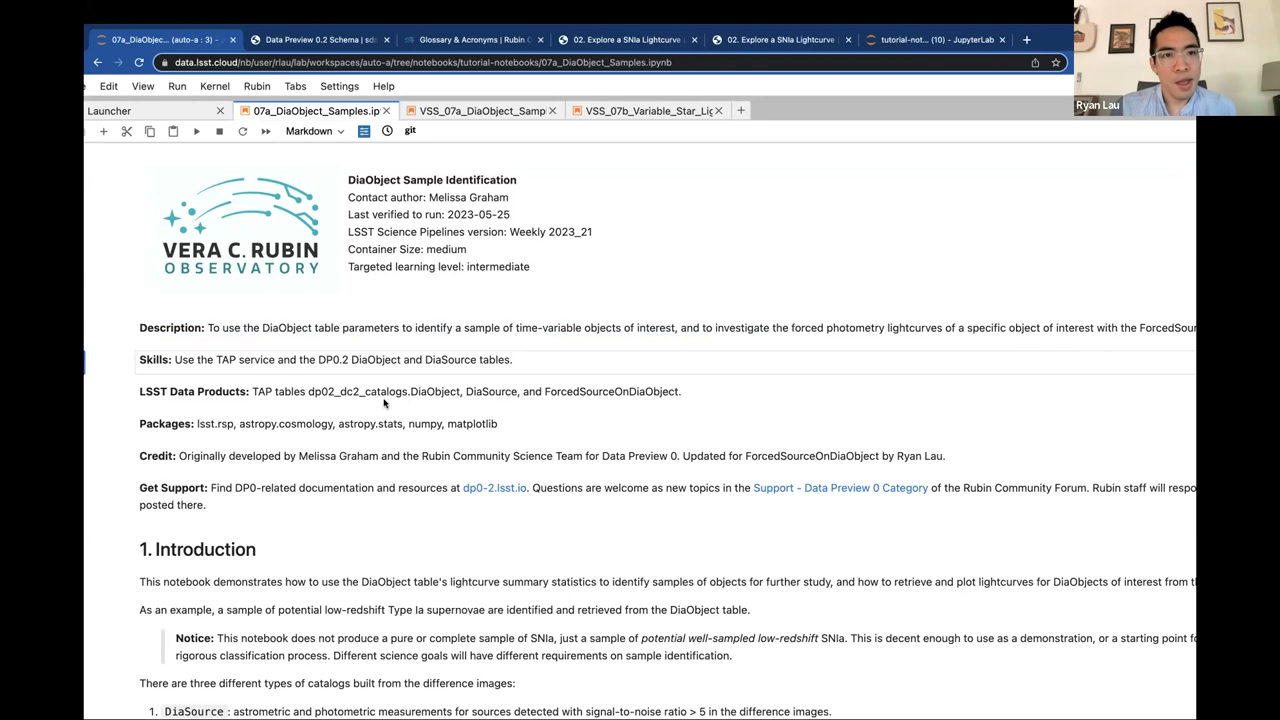 07a_DiaObjec (auto-a : 3) -
Data Preview 0.2 Schema | sd
Glossary & Acronyms | Rubin C
02. Explore a SNIa Lightcurve
02. Explore a SNIa Lightcurve
tutorial-not… (10) - JupyterLab
data.lsst.cloud/nb/user/rlau/lab/workspaces/auto-a/tree/notebooks/tutorial-notebooks/07a_DiaObject_Samples.ipynb
Edit View Run Kernel Rubin Tabs Settings Help
Launcher
07a_DiaObject_Samples.ip
VSS_07a_DiaObject_Samp
VSS_07b_Variable_Star_Lig
Markdown
git
Ryan Lau
VERA C. RUBIN
OBSERVATORY
DiaObject Sample Identification
Contact author: Melissa Graham
Last verified to run: 2023-05-25
LSST Science Pipelines version: Weekly 2023_21
Container Size: medium
Targeted learning level: intermediate
Description: To use the DiaObject table parameters to identify a sample of time-variable objects of interest, and to investigate the forced photometry lightcurves of a specific object of interest with the ForcedSour
Skills: Use the TAP service and the DP0.2 DiaObject and DiaSource tables.
LSST Data Products: TAP tables dp02_dc2_catalogs.DiaObject, DiaSource, and ForcedSourceOnDiaObject.
Packages: lsst.rsp, astropy.cosmology, astropy.stats, numpy, matplotlib
Credit: Originally developed by Melissa Graham and the Rubin Community Science Team for Data Preview 0. Updated for ForcedSourceOnDiaObject by Ryan Lau.
Get Support: Find DP0-related documentation and resources at dp0-2.lsst.io. Questions are welcome as new topics in the Support - Data Preview 0 Category of the Rubin Community Forum. Rubin staff will respo
posted there.
1. Introduction
This notebook demonstrates how to use the DiaObject table's lightcurve summary statistics to identify samples of objects for further study, and how to retrieve and plot lightcurves for DiaObjects of interest from t
As an example, a sample of potential low-redshift Type Ia supernovae are identified and retrieved from the DiaObject table.
Notice: This notebook does not produce a pure or complete sample of SNIa, just a sample of potential well-sampled low-redshift SNIa. This is decent enough to use as a demonstration, or a starting point f
rigorous classification process. Different science goals will have different requirements on sample identification.
There are three different types of catalogs built from the difference images:
1. DiaSource : astrometric and photometric measurements for sources detected with signal-to-noise ratio > 5 in the difference images.